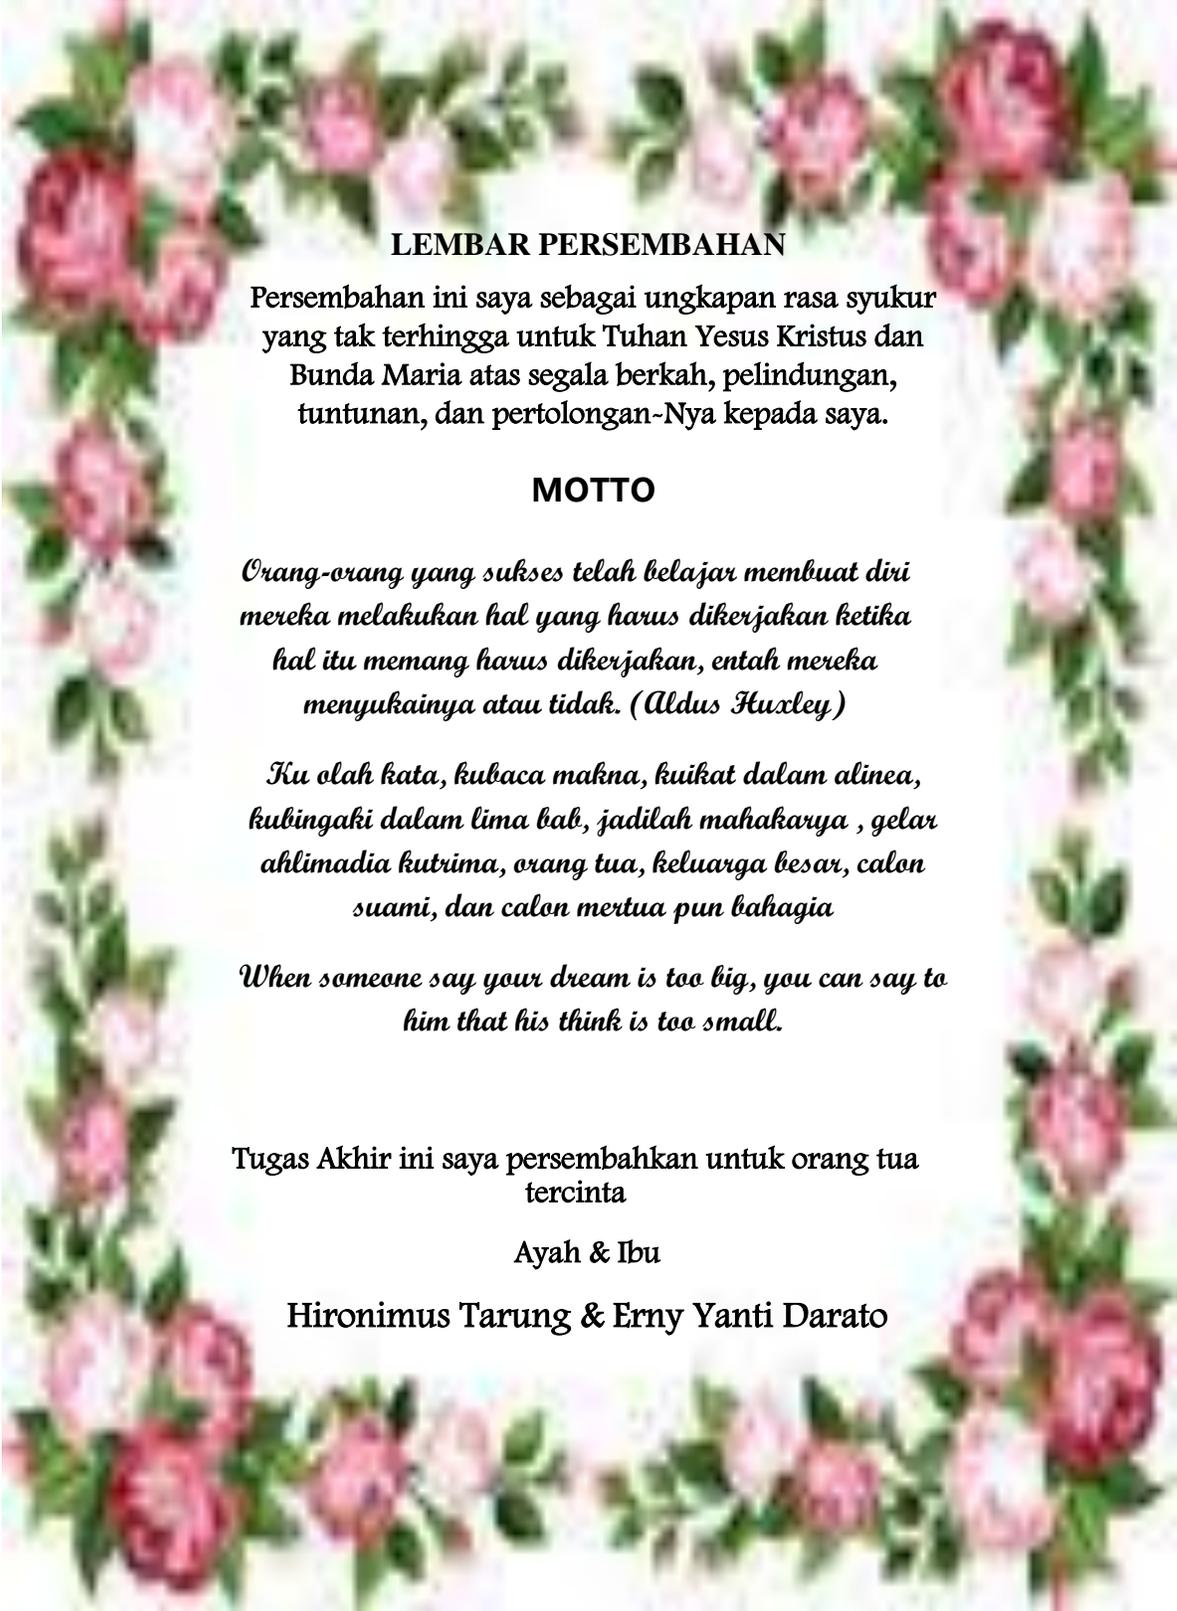 LEMBAR PERSEMBAHAN
Persembahan ini saya sebagai ungkapan rasa syukur
yang tak terhingga untuk Tuhan Yesus Kristus dan
Bunda Maria atas segala berkah, pelindungan,
tuntunan, dan pertolongan-Nya kepada saya.
MOTTO
Orang-orang yang sukses telah belajar membuat diri
mereka melakukan hal yang harus dikerjakan ketika
hal itu memang harus dikerjakan, entah mereka
menyukainya atau tidak. (Aldus Huxley)
Ku olah kata, kubaca makna, kuikat dalam alinea,
kubingaki dalam lima bab, jadilah mahakarya , gelar
ahlimadia kutrima, orang tua, keluarga besar, calon
suami, dan calon mertua pun bahagia
When someone say your dream is too big, you can say to
him that his think is too small.
Tugas Akhir ini saya persembahkan untuk orang tua
tercinta
Ayah & Ibu
Hironimus Tarung & Erny Yanti Darato